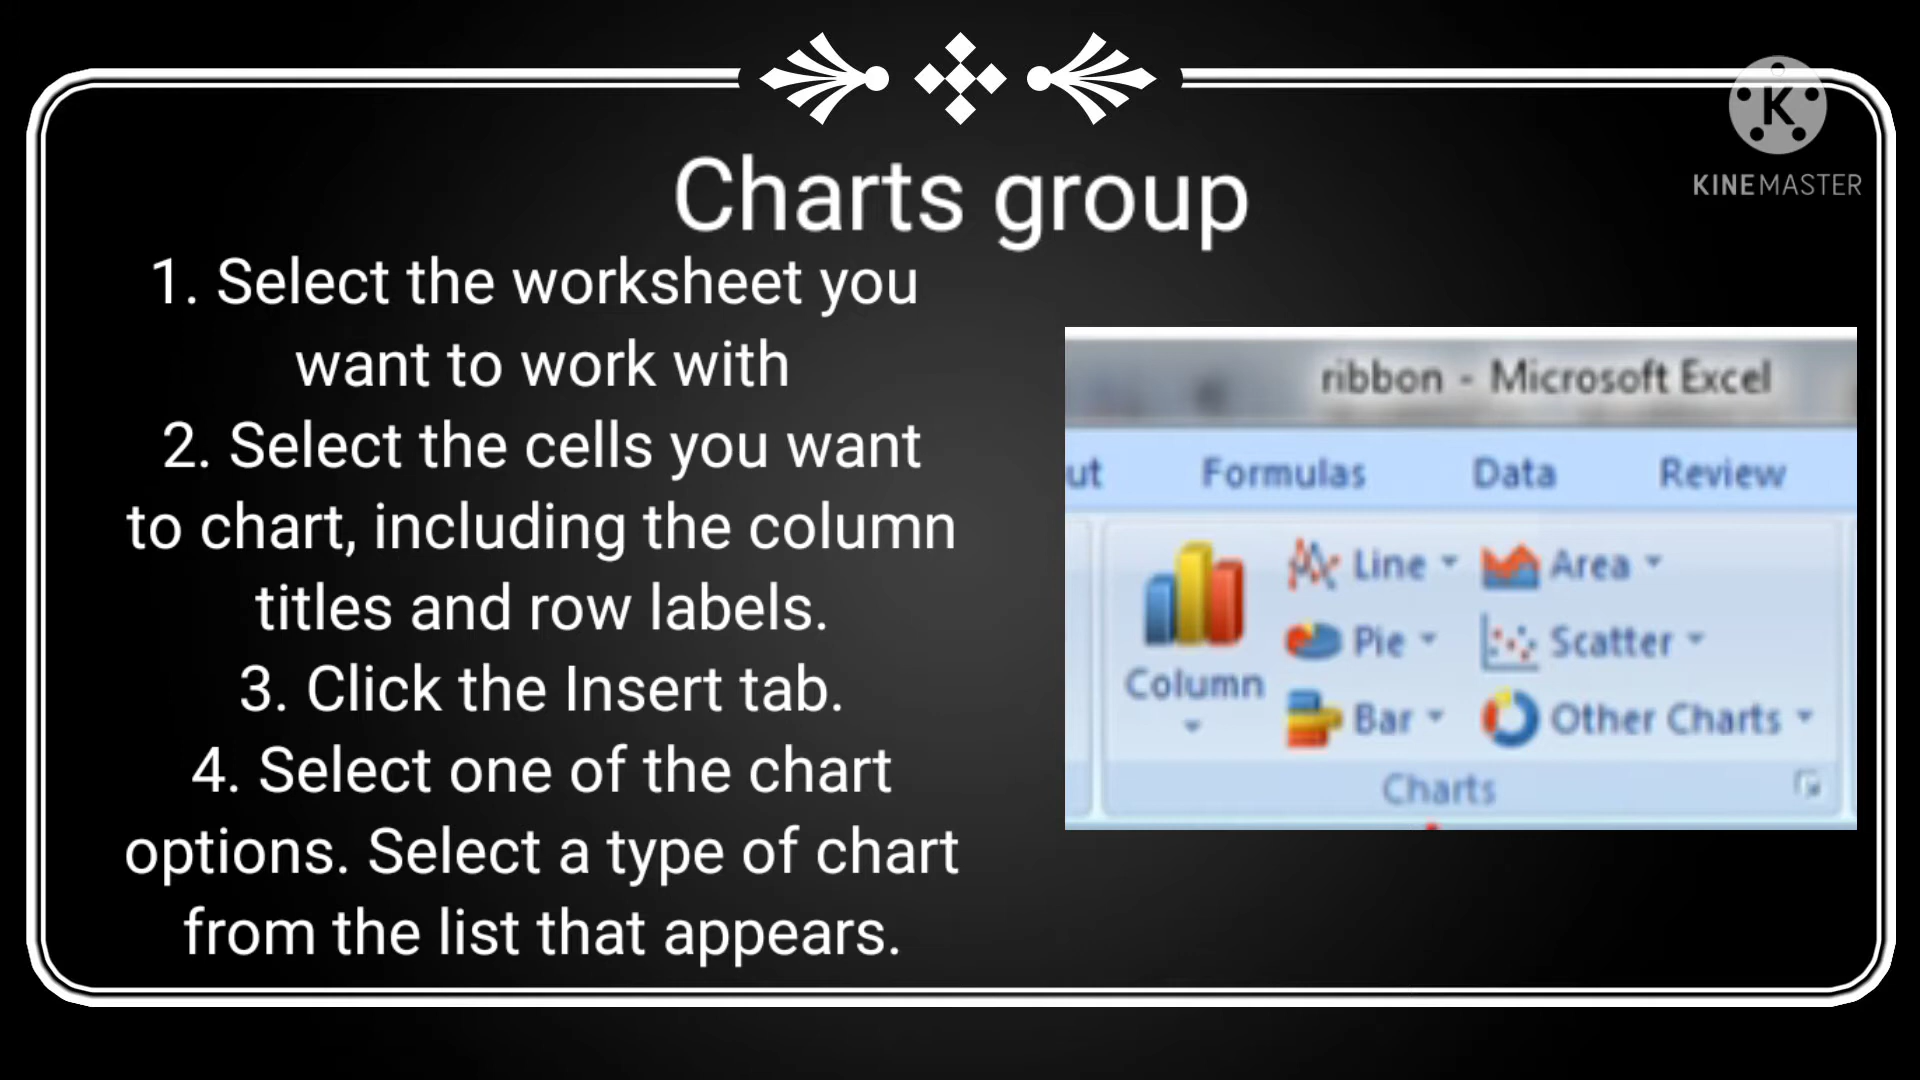 K
KINEMASTER
Charts group
1. Select the worksheet you
want to work with
2. Select the cells you want
to chart, including the column
titles and row labels.
3. Click the Insert tab.
4. Select one of the chart
options. Select a type of chart
from the list that appears.
ribbon - Microsoft Excel
ut Formulas Data Review
Line Area
Pie Scatter
Column
Bar Other Charts
Charts